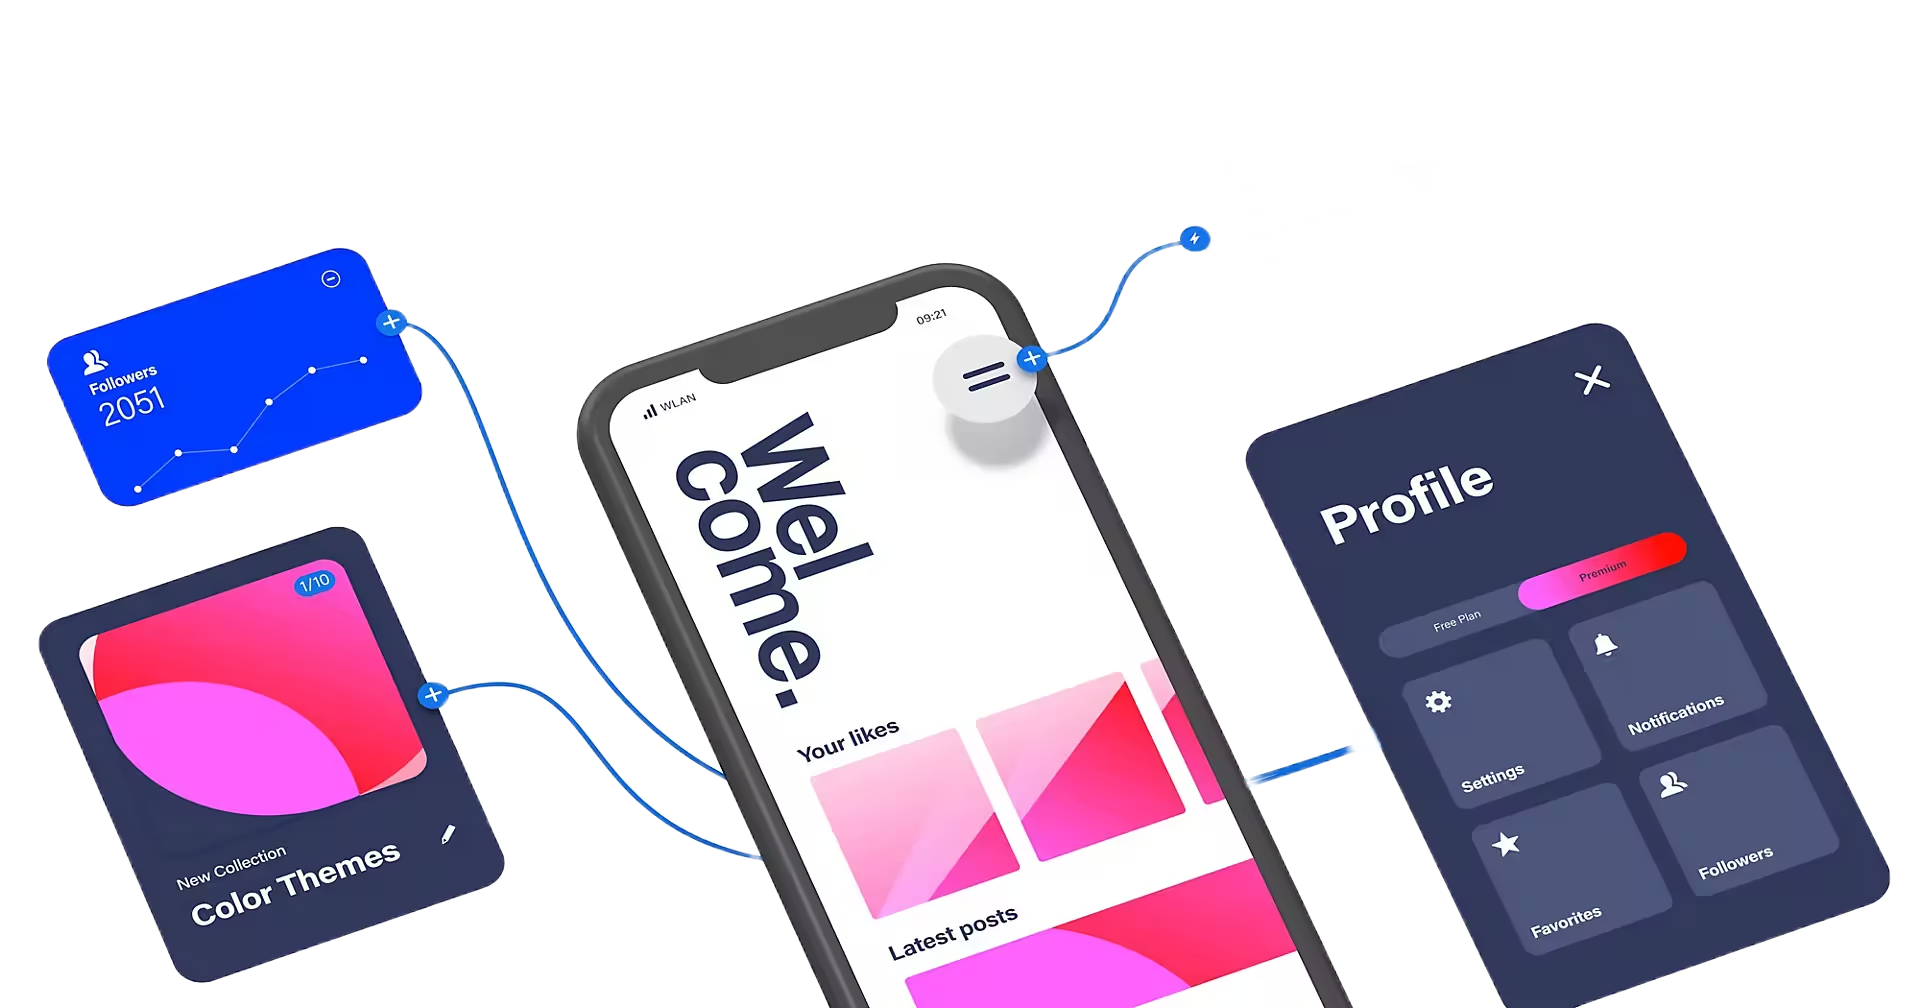 Followers
2051
1/10
New Collection
Color Themes
WLAN
09:21
Wel
come.
Your likes
Latest posts
Profile
Free Plan
Premium
Settings
Notifications
Favorites
Followers